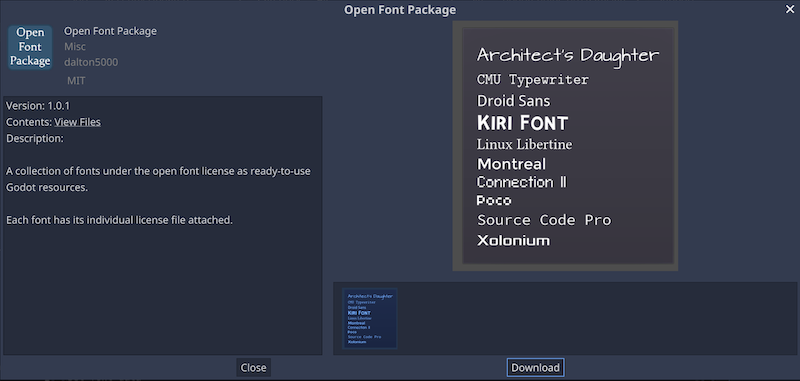 Open Font Package
Open
Font
Package
Open Font Package
Misc
dalton5000
MIT
Version: 1.0.1
Contents: View Files
Description:
A collection of fonts under the open font license as ready-to-use
Godot resources.
Each font has its individual license file attached.
Architect's Daughter
CMU Typewriter
Droid Sans
KIRI FONT
Linux Libertine
Montreal
Connection II
Poco
Source Code Pro
Xolonium
Architect's Daughter
CMU Typewriter
Droid Sans
KIRI FONT
Linux Libertine
Montreal
Connection II
Poco
Source Code Pro
Xolonium
Close
Download